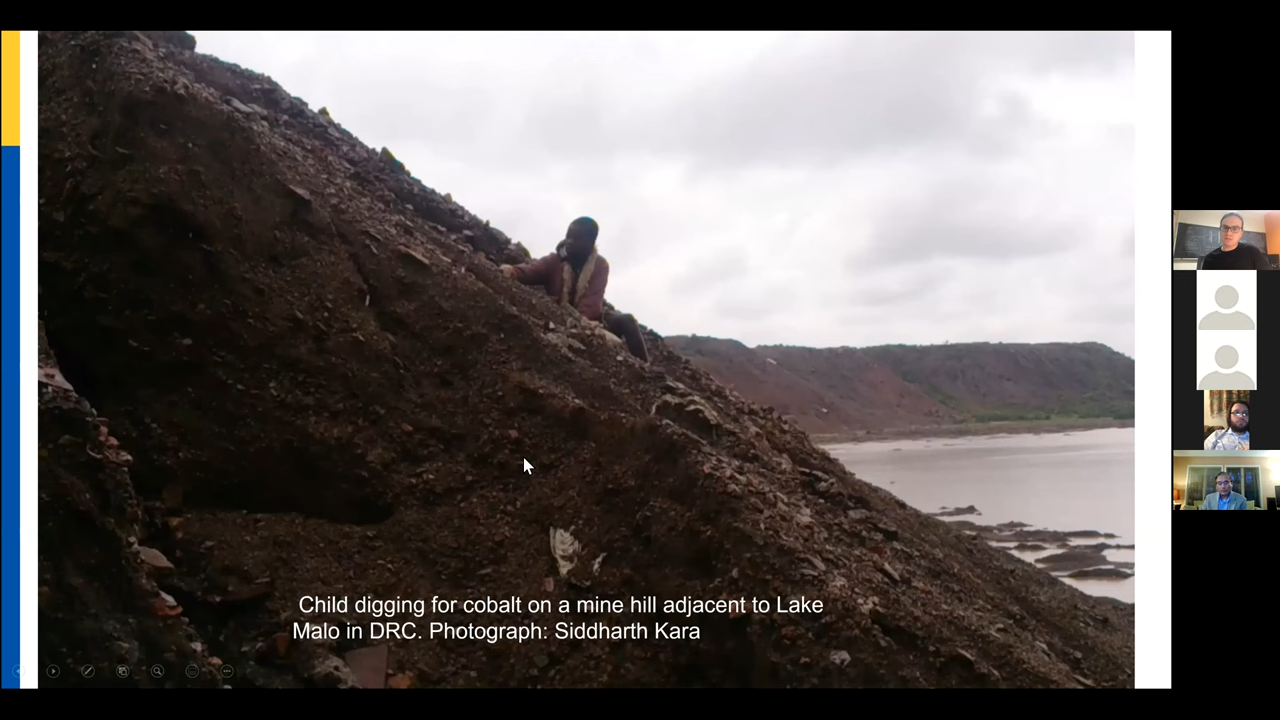 Child digging for cobalt on a mine hill adjacent to Lake
Malo in DRC. Photograph: Siddharth Kara